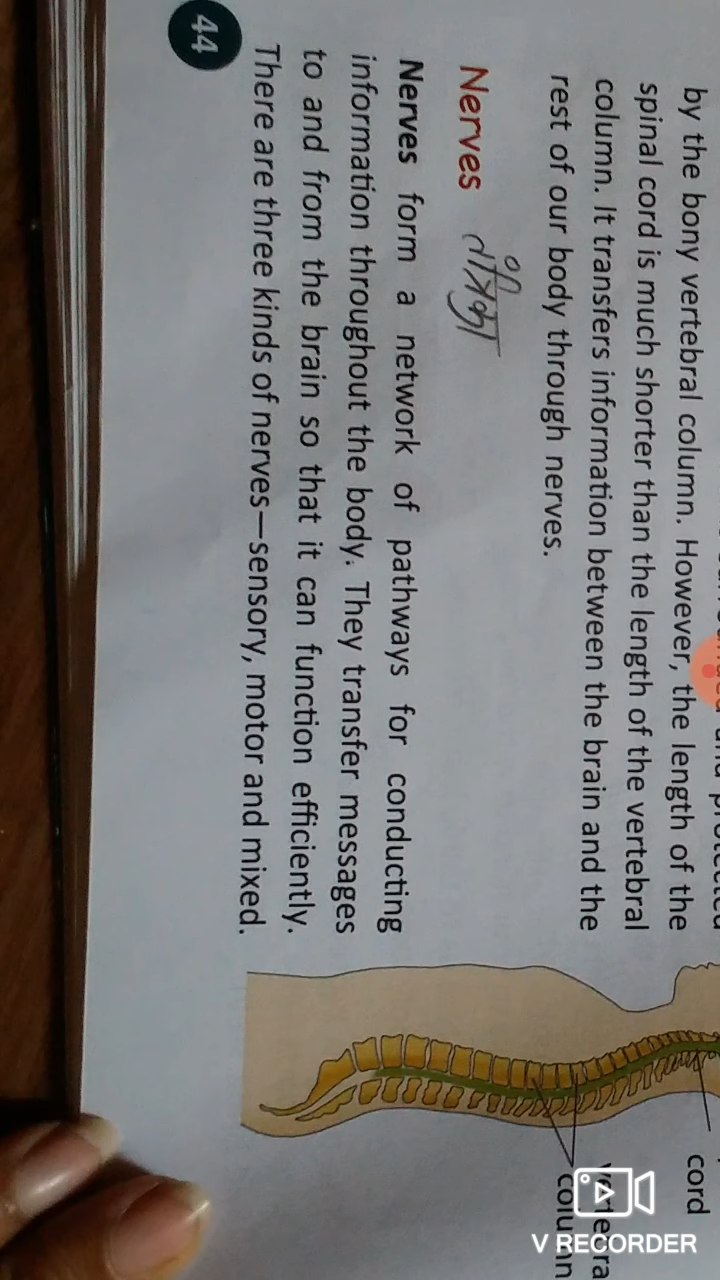 by the bony vertebral column. However, the length of the
spinal cord is much shorter than the length of the vertebral
column. It transfers information between the brain and the
rest of our body through nerves.
Nerves
Nerves form a network of pathways for conducting
information throughout the body. They transfer messages
to and from the brain so that it can function efficiently.
There are three kinds of nerves—sensory, motor and mixed.
44
cord
column
V RECORDER